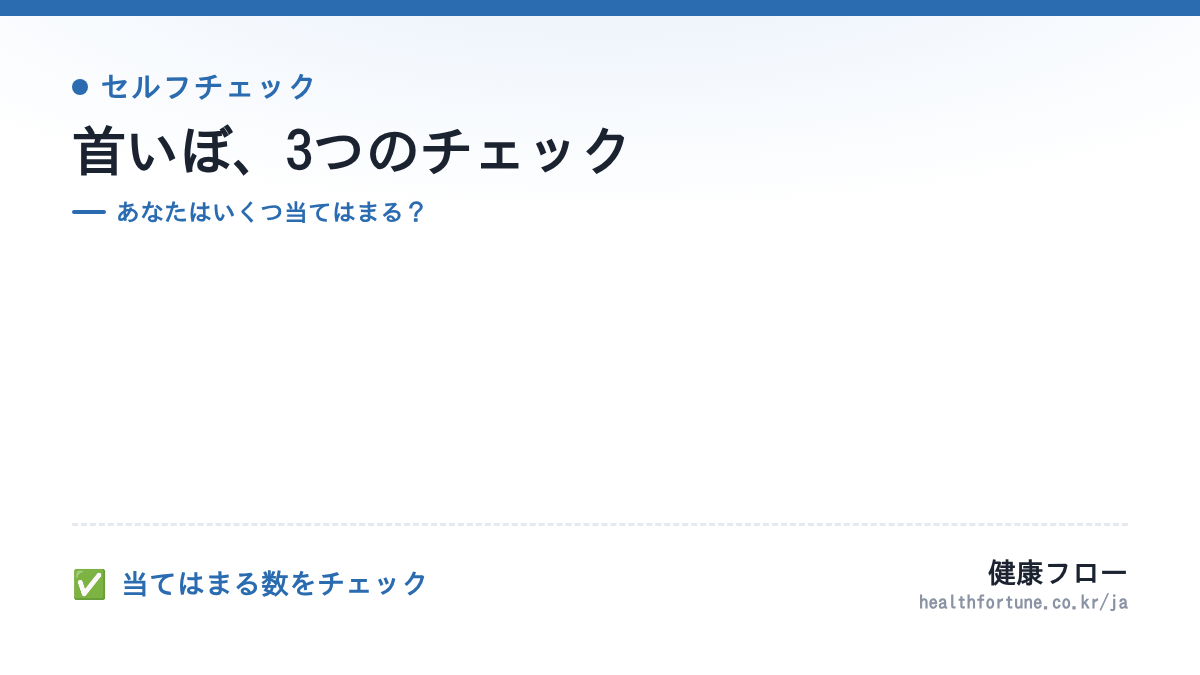 セルフチェック
首いぼ、3つのチェック
あなたはいくつ当てはまる？
✅ 当てはまる数をチェック
健康フロー
healthfortune.co.kr/ja